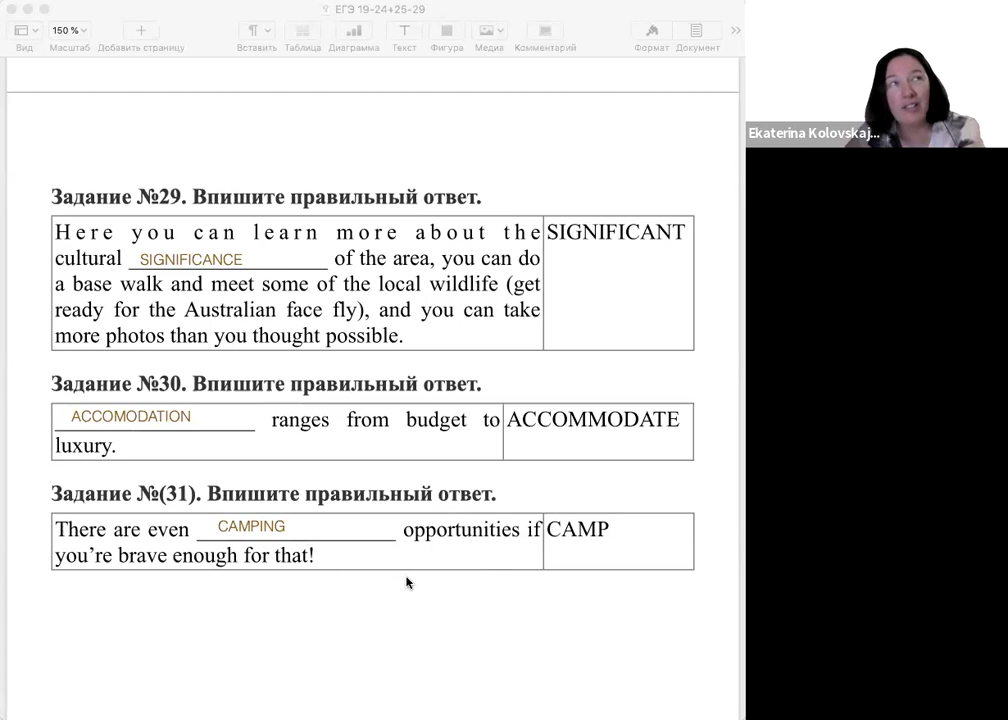 ЕГЭ 19-24+25-29
150 %
Вид
Масштаб
Добавить страницу
Вставить
Таблица
Диаграмма
Текст
Фигура
Медиа
Комментарий
Формат
Документ
Ekaterina Kolovskaj...
Задание №29. Впишите правильный ответ.
Here you can learn more about the SIGNIFICANT
cultural SIGNIFICANCE of the area, you can do
a base walk and meet some of the local wildlife (get
ready for the Australian face fly), and you can take
more photos than you thought possible.
Задание №30. Впишите правильный ответ.
ACCOMODATION ranges from budget to ACCOMMODATE
luxury.
Задание №(31). Впишите правильный ответ.
There are even CAMPING opportunities if CAMP
you're brave enough for that!